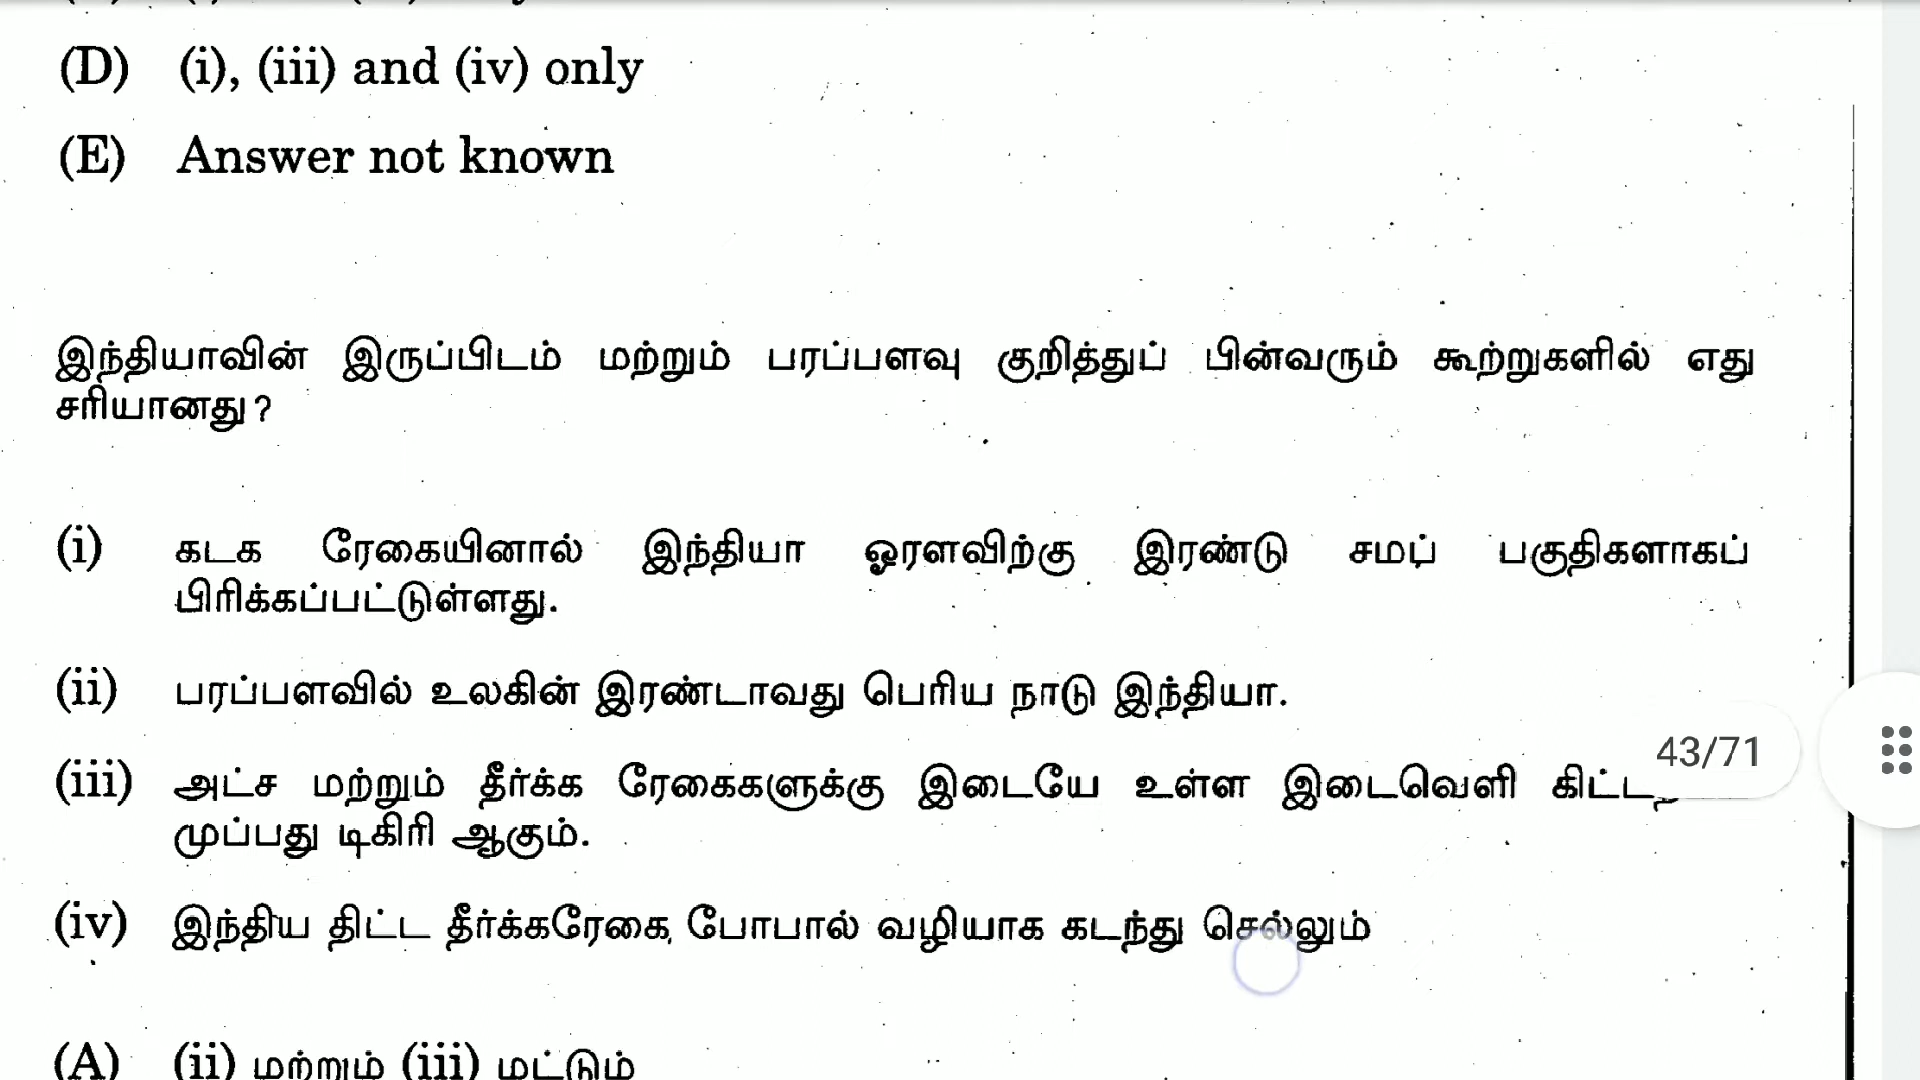 (D) (i), (iii) and (iv) only
(E) Answer not known
இந்தியாவின் இருப்பிடம் மற்றும் பரப்பளவு குறித்துப் பின்வரும் கூற்றுகளில் எது
சரியானது?
(i) கடக ரேகையினால் இந்தியா ஓரளவிற்கு இரண்டு சமப் பகுதிகளாகப்
பிரிக்கப்பட்டுள்ளது.
(ii) பரப்பளவில் உலகின் இரண்டாவது பெரிய நாடு இந்தியா.
(iii) அட்ச மற்றும் தீர்க்க ரேகைகளுக்கு இடையே உள்ள இடைவெளி
43/71
முப்பது டிகிரி ஆகும்.
(iv) இந்திய திட்ட தீர்க்கரேகை, போபால் வழியாக கடந்து செல்லும்
(A) (ii) மற்றும் (iii) மட்டும்